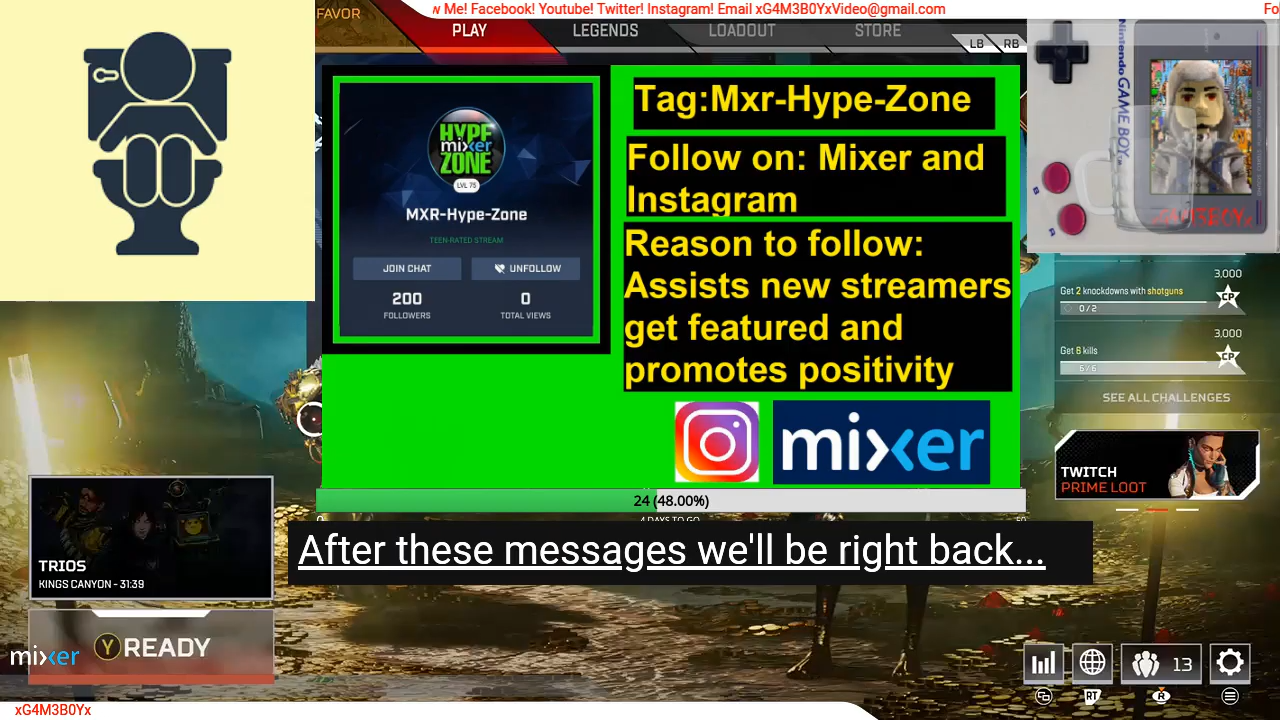 FAVOR
w Me! Facebook! Youtube! Twitter! Instagram! Email xG4M3B0YxVideo@gmail.com
Fo
PLAY
LEGENDS
LOADOUT
STORE
LB
RB
Tag:Mxr-Hype-Zone
Follow on: Mixer and
Instagram
Reason to follow:
Assists new streamers
get featured and
promotes positivity
HYPE
mixer
ZONE
LVL 75
MXR-Hype-Zone
TEEN-RATED STREAM
JOIN CHAT
UNFOLLOW
200
FOLLOWERS
0
TOTAL VIEWS
mixer
Nintendo GAME BOY
B
A
3,000
Get 2 knockdowns with shotguns
CP
0/2
3,000
Get 6 kills
CP
6/6
SEE ALL CHALLENGES
TWITCH
PRIME LOOT
24 (48.00%)
0
4 DAYS TO GO
50
After these messages we'll be right back...
TRIOS
KINGS CANYON - 31:39
Y READY
mixer
13
RT
R
xG4M3B0Yx